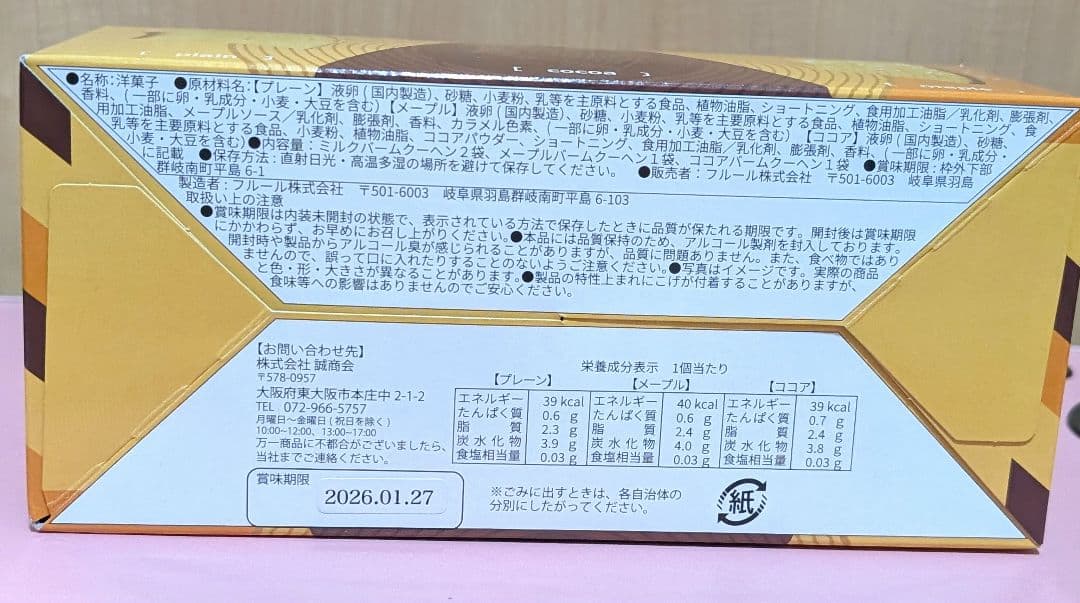 [ plain ]
[ cocoa ]
maple
●名称:洋菓子 ●原材料名:【プレーン】液卵(国内製造)、砂糖、小麦粉、乳等を主原料とする食品、植物油脂、ショートニング、食用加工油脂/乳化剤、膨張剤、
香料、(一部に卵・乳成分・小麦・大豆を含む)【メープル】液卵(国内製造)、砂糖、小麦粉、乳等を主原料とする食品、植物油脂、ショートニング、食
用加工油脂、メープルソース/乳化剤、膨張剤、香料、カラメル色素、(一部に卵・乳成分・小麦・大豆を含む)【ココア】液卵(国内製造)、砂糖、
乳等を主要原料とする食品、小麦粉、植物油脂、ココアパウダー、ショートニング、食用加工油脂/乳化剤、膨張剤、香料、(一部に卵・乳成分・
小麦・大豆を含む)●内容量:ミルクバームクーヘン2袋、メープルバームクーヘン1袋、ココアバームクーヘン1袋 ●賞味期限:枠外下部
に記載 ●保存方法:直射日光・高温多湿の場所を避けて保存してください。 ●販売者:フルール株式会社 〒501-6003 岐阜県羽島
群岐南町平島 6-1
製造者:フルール株式会社 〒501-6003 岐阜県羽島群岐南町平島 6-103
取扱い上の注意
●賞味期限は内装未開封の状態で、表示されている方法で保存したときに品質が保たれる期限です。開封後は賞味期限
にかかわらず、お早めにお召し上がりください。●本品には品質保持のため、アルコール製剤を封入しております。
開封時や製品からアルコール臭が感じられることがありますが、品質に問題ありません。また、食べ物ではあり
ませんので、誤って口に入れたりすることのないようご注意ください。●写真はイメージです。実際の商品
と色・形・大きさが異なることがあります。●製品の特性上まれにこげが付着することがありますが、
食味等への影響はありませんのでご安心ください。
【お問い合わせ先】
株式会社 誠商会
〒578-0957
大阪府東大阪市本庄中 2-1-2
TEL 072-966-5757
月曜日～金曜日(祝日を除く)
10:00~12:00、13:00~17:00
万一商品に不都合がございましたら、
当社までご連絡ください。
栄養成分表示 1個当たり
【プレーン】 【メープル】 【ココア】
エネルギー 39 kcal エネルギー 40 kcal エネルギー 39 kcal
たんぱく質 0.6 g たんぱく質 0.6 g たんぱく質 0.7 g
脂質 2.3 g 脂質 2.4 g 脂質 2.4 g
炭水化物 3.9 g 炭水化物 4.0 g 炭水化物 3.8 g
食塩相当量 0.03 g 食塩相当量 0.03 g 食塩相当量 0.03 g
賞味期限 2026.01.27
※ごみに出すときは、各自治体の
分別にしたがってください。
紙